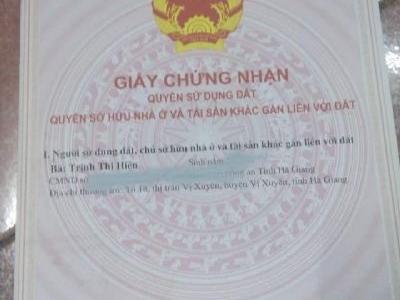 GIẤY CHỨNG NHẬN
QUYỀN SỬ DỤNG ĐẤT
QUYỀN SỞ HỮU NHÀ Ở VÀ TÀI SẢN KHÁC GẮN LIỀN VỚI ĐẤT
I. Người sử dụng đất, chủ sở hữu nhà ở và tài sản khác gắn liền với đất
Bà: Trịnh Thị Hiền Sinh năm
CMND số an Tỉnh Hà Giang
Địa chỉ thường trú: Tổ 18, thị trấn Vị Xuyên, huyện Vị Xuyên, tỉnh Hà Giang